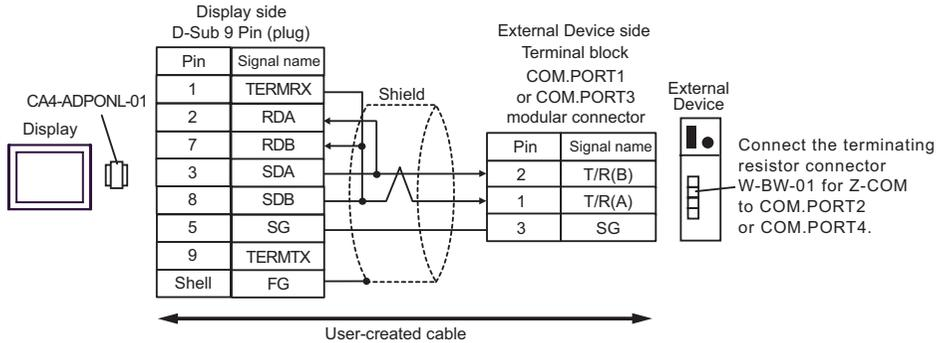 Display side
D-Sub 9 Pin (plug)
External Device side
Terminal block
COM.PORT1
or COM.PORT3
modular connector
External
Device
CA4-ADPONL-01
Display
Shield
Pin Signal name
1 TERMRX
2 RDA
7 RDB
3 SDA
8 SDB
5 SG
9 TERMTX
Shell FG
Pin Signal name
2 T/R(B)
1 T/R(A)
3 SG
Connect the terminating
resistor connector
W-BW-01 for Z-COM
to COM.PORT2
or COM.PORT4.
User-created cable